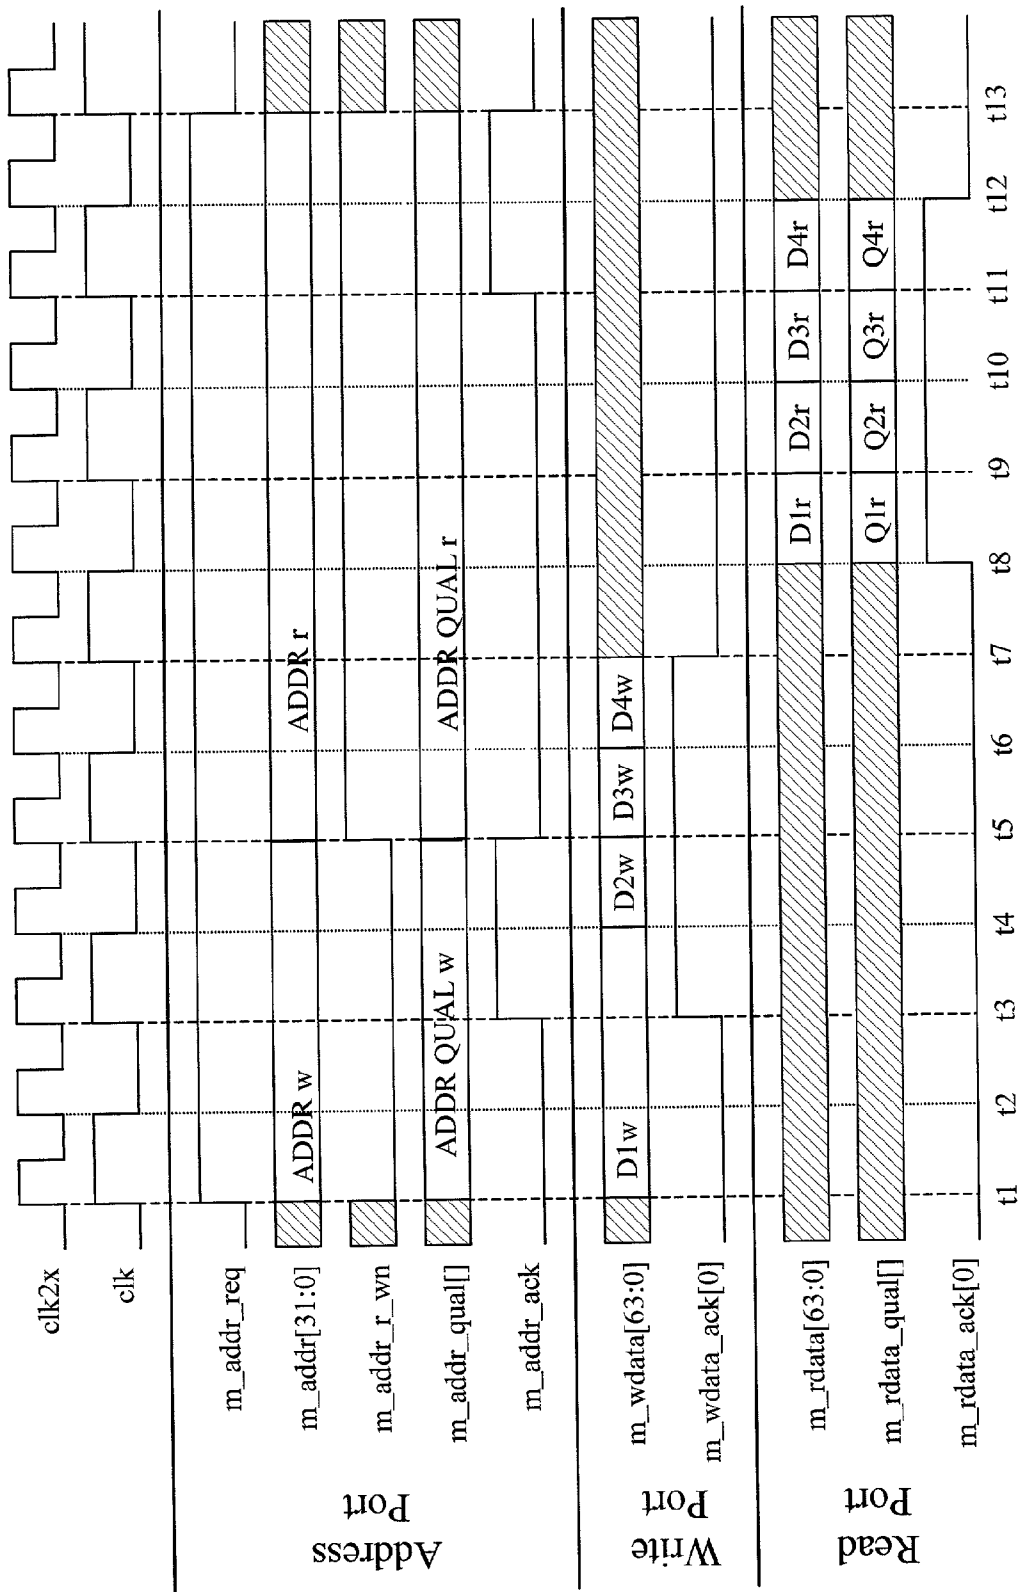 clk2x
clk
Address
Port
m_addr_req
m_addr[31:0]
ADDR w
ADDR r
m_addr_r_wn
m_addr_qual[]
ADDR QUAL w
ADDR QUAL r
m_addr_ack
Write
Port
m_wdata[63:0]
D1w
D2w
D3w
D4w
m_wdata_ack[0]
Read
Port
m_rdata[63:0]
D1r
D2r
D3r
D4r
m_rdata_qual[]
Q1r
Q2r
Q3r
Q4r
m_rdata_ack[0]
t1
t2
t3
t4
t5
t6
t7
t8
t9
t10
t11
t12
t13